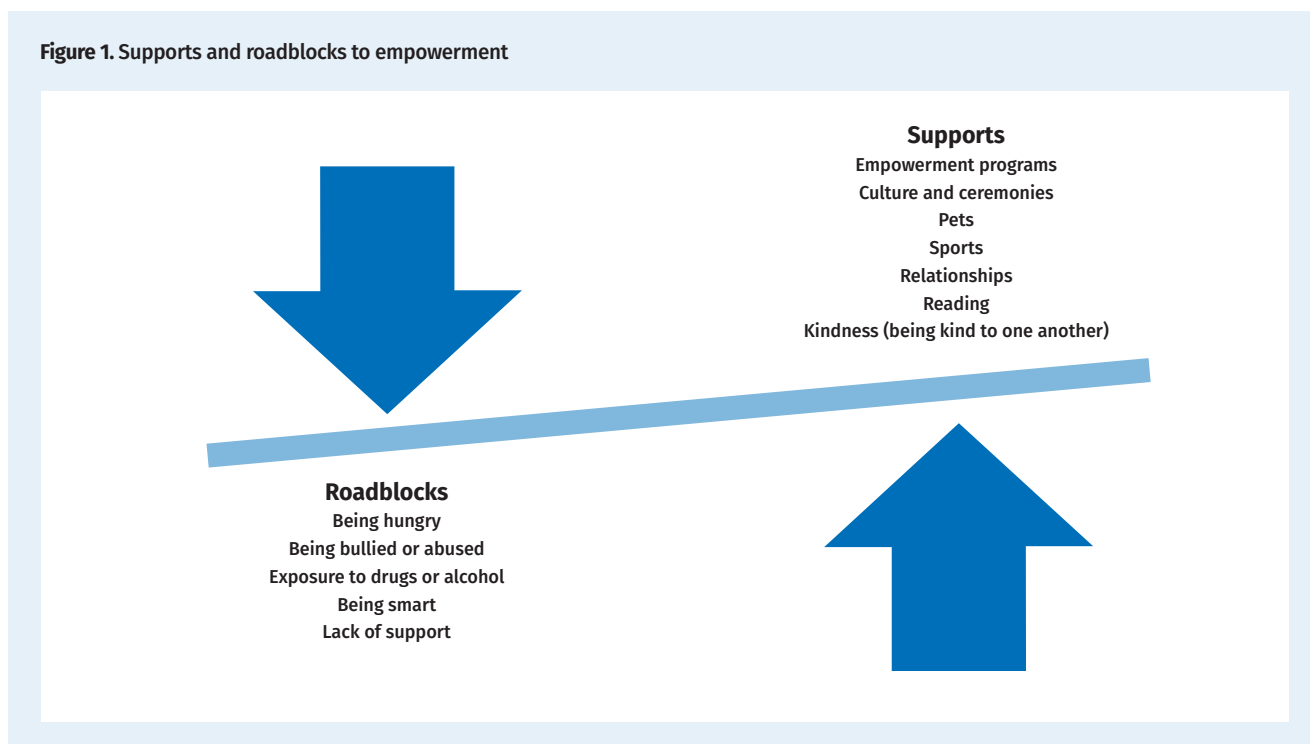 Figure 1. Supports and roadblocks to empowerment
Supports
Empowerment programs
Culture and ceremonies
Pets
Sports
Relationships
Reading
Kindness (being kind to one another)
Roadblocks
Being hungry
Being bullied or abused
Exposure to drugs or alcohol
Being smart
Lack of support